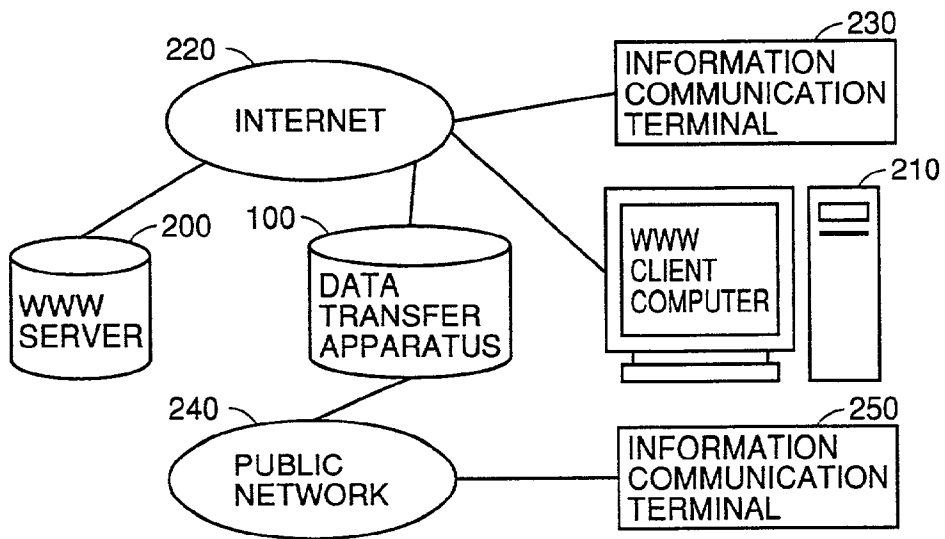 220
INTERNET
230
INFORMATION
COMMUNICATION
TERMINAL
200
WWW
SERVER
100
DATA
TRANSFER
APPARATUS
210
WWW
CLIENT
COMPUTER
240
PUBLIC
NETWORK
250
INFORMATION
COMMUNICATION
TERMINAL